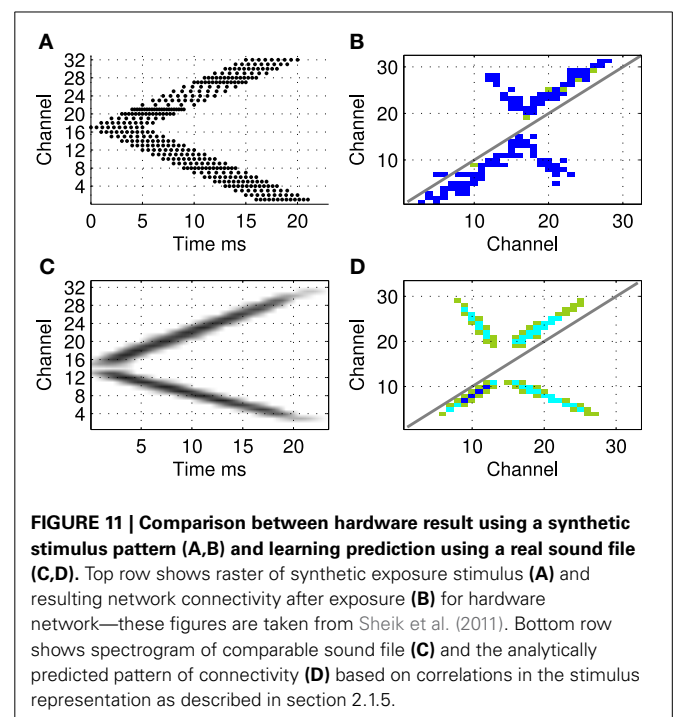 A
32
28
24
20
16
12
8
4
Channel
0 5 10 15 20
Time ms
B
30
20
10
Channel
10 20 30
Channel
C
32
28
24
20
16
12
8
4
Channel
5 10 15 20
Time ms
D
30
20
10
Channel
10 20 30
Channel
FIGURE 11 | Comparison between hardware result using a synthetic
stimulus pattern (A,B) and learning prediction using a real sound file
(C,D). Top row shows raster of synthetic exposure stimulus (A) and
resulting network connectivity after exposure (B) for hardware
network—these figures are taken from Sheik et al. (2011). Bottom row
shows spectrogram of comparable sound file (C) and the analytically
predicted pattern of connectivity (D) based on correlations in the stimulus
representation as described in section 2.1.5.